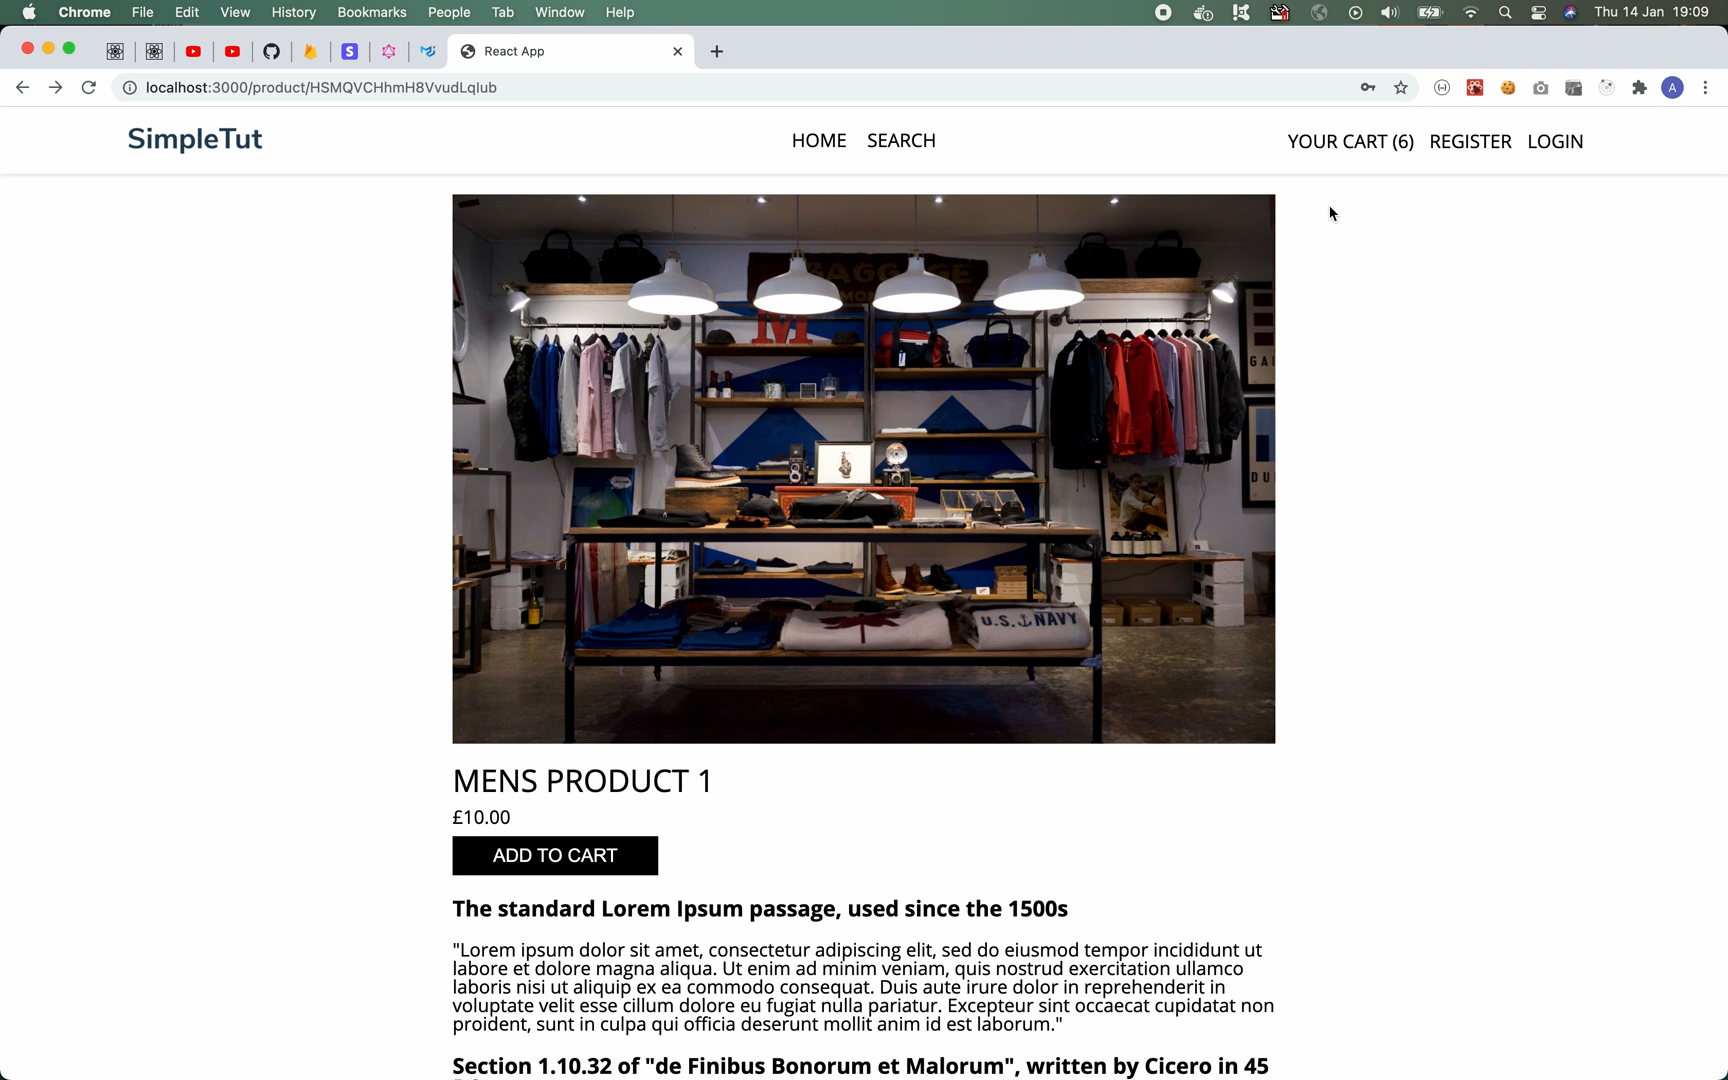 Chrome File Edit View History Bookmarks People Tab Window Help Thu 14 Jan 19:09
React App
localhost:3000/product/HSMQVCHhmH8VvudLqlub
A
SimpleTut HOME SEARCH YOUR CART (6) REGISTER LOGIN
BAGGAGE
M
GA
DU
U.S. NAVY
MENS PRODUCT 1
£10.00
ADD TO CART
The standard Lorem Ipsum passage, used since the 1500s
"Lorem ipsum dolor sit amet, consectetur adipiscing elit, sed do eiusmod tempor incididunt ut
labore et dolore magna aliqua. Ut enim ad minim veniam, quis nostrud exercitation ullamco
laboris nisi ut aliquip ex ea commodo consequat. Duis aute irure dolor in reprehenderit in
voluptate velit esse cillum dolore eu fugiat nulla pariatur. Excepteur sint occaecat cupidatat non
proident, sunt in culpa qui officia deserunt mollit anim id est laborum."
Section 1.10.32 of "de Finibus Bonorum et Malorum", written by Cicero in 45